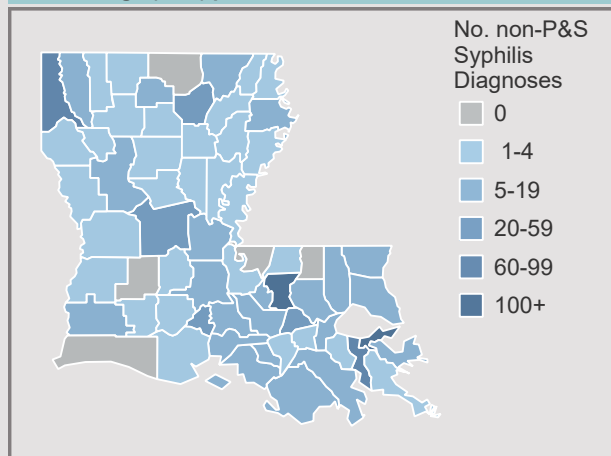 No. non-P&S
Syphilis
Diagnoses
0
1-4
5-19
20-59
60-99
100+